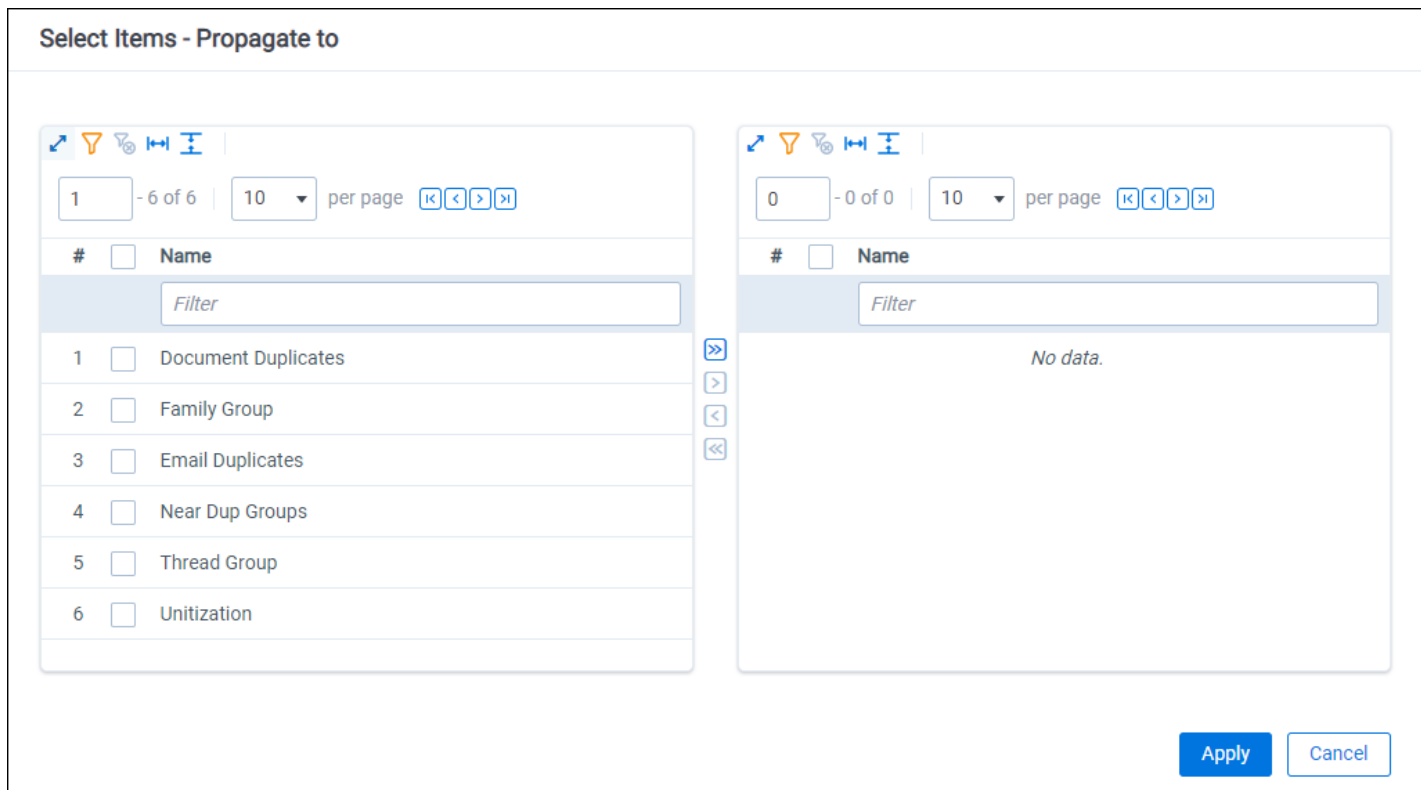 Select Items - Propagate to
1 - 6 of 6 10 per page
# Name
Filter
1 Document Duplicates
2 Family Group
3 Email Duplicates
4 Near Dup Groups
5 Thread Group
6 Unitization
0 - 0 of 0 10 per page
# Name
Filter
No data.
Apply Cancel